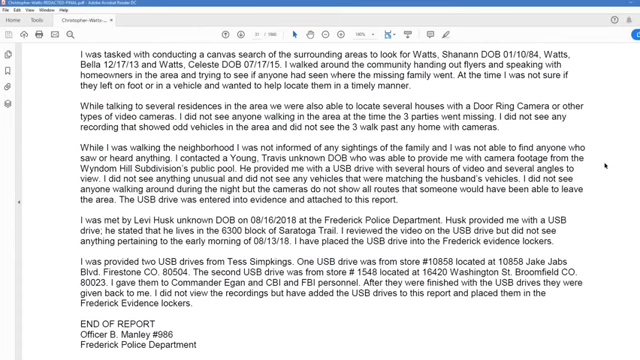 Christopher-Watts-REDACTED-FINAL.pdf - Adobe Acrobat Reader DC
File Edit View Window Help
Home Tools Christopher-Watts-...
/ 1960
I was tasked with conducting a canvas search of the surrounding areas to look for Watts, Shanann DOB 01/10/84, Watts,
Bella 12/17/13 and Watts, Celeste DOB 07/17/15. I walked around the community handing out flyers and speaking with
homeowners in the area and trying to see if anyone had seen where the missing family went. At the time I was not sure if
they left on foot or in a vehicle and wanted to help locate them in a timely manner.
While talking to several residences in the area we were also able to locate several houses with a Door Ring Camera or other
types of video cameras. I did not see anyone walking in the area at the time the 3 parties went missing. I did not see any
recording that showed odd vehicles in the area and did not see the 3 walk past any home with cameras.
While I was walking the neighborhood I was not informed of any sightings of the family and I was not able to find anyone who
saw or heard anything. I contacted a Young, Travis unknown DOB who was able to provide me with camera footage from the
Wyndom Hill Subdivision's public pool. He provided me with a USB drive with several hours of video and several angles to
view. I did not see anything unusual and did not see any vehicles that were matching the husband's vehicles. I did not see
anyone walking around during the night but the cameras do not show all routes that someone would have been able to leave
the area. The USB drive was entered into evidence and attached to this report.
I was met by Levi Husk unknown DOB on 08/16/2018 at the Frederick Police Department. Husk provided me with a USB
drive; he stated that he lives in the 6300 block of Saratoga Trail. I reviewed the video on the USB drive but did not see
anything pertaining to the early morning of 08/13/18. I have placed the USB drive into the Frederick evidence lockers.
I was provided two USB drives from Tess Simpkings. One USB drive was from store #10858 located at 10858 Jake Jabs
Blvd. Firestone CO. 80504. The second USB drive was from store # 1548 located at 16420 Washington St. Broomfield CO.
80023. I gave them to Commander Egan and CBI and FBI personnel. After they were finished with the USB drives they were
given back to me. I did not view the recordings but have added the USB drives to this report and placed them in the
Frederick Evidence lockers.
END OF REPORT
Officer B. Manley #986
Frederick Police Department